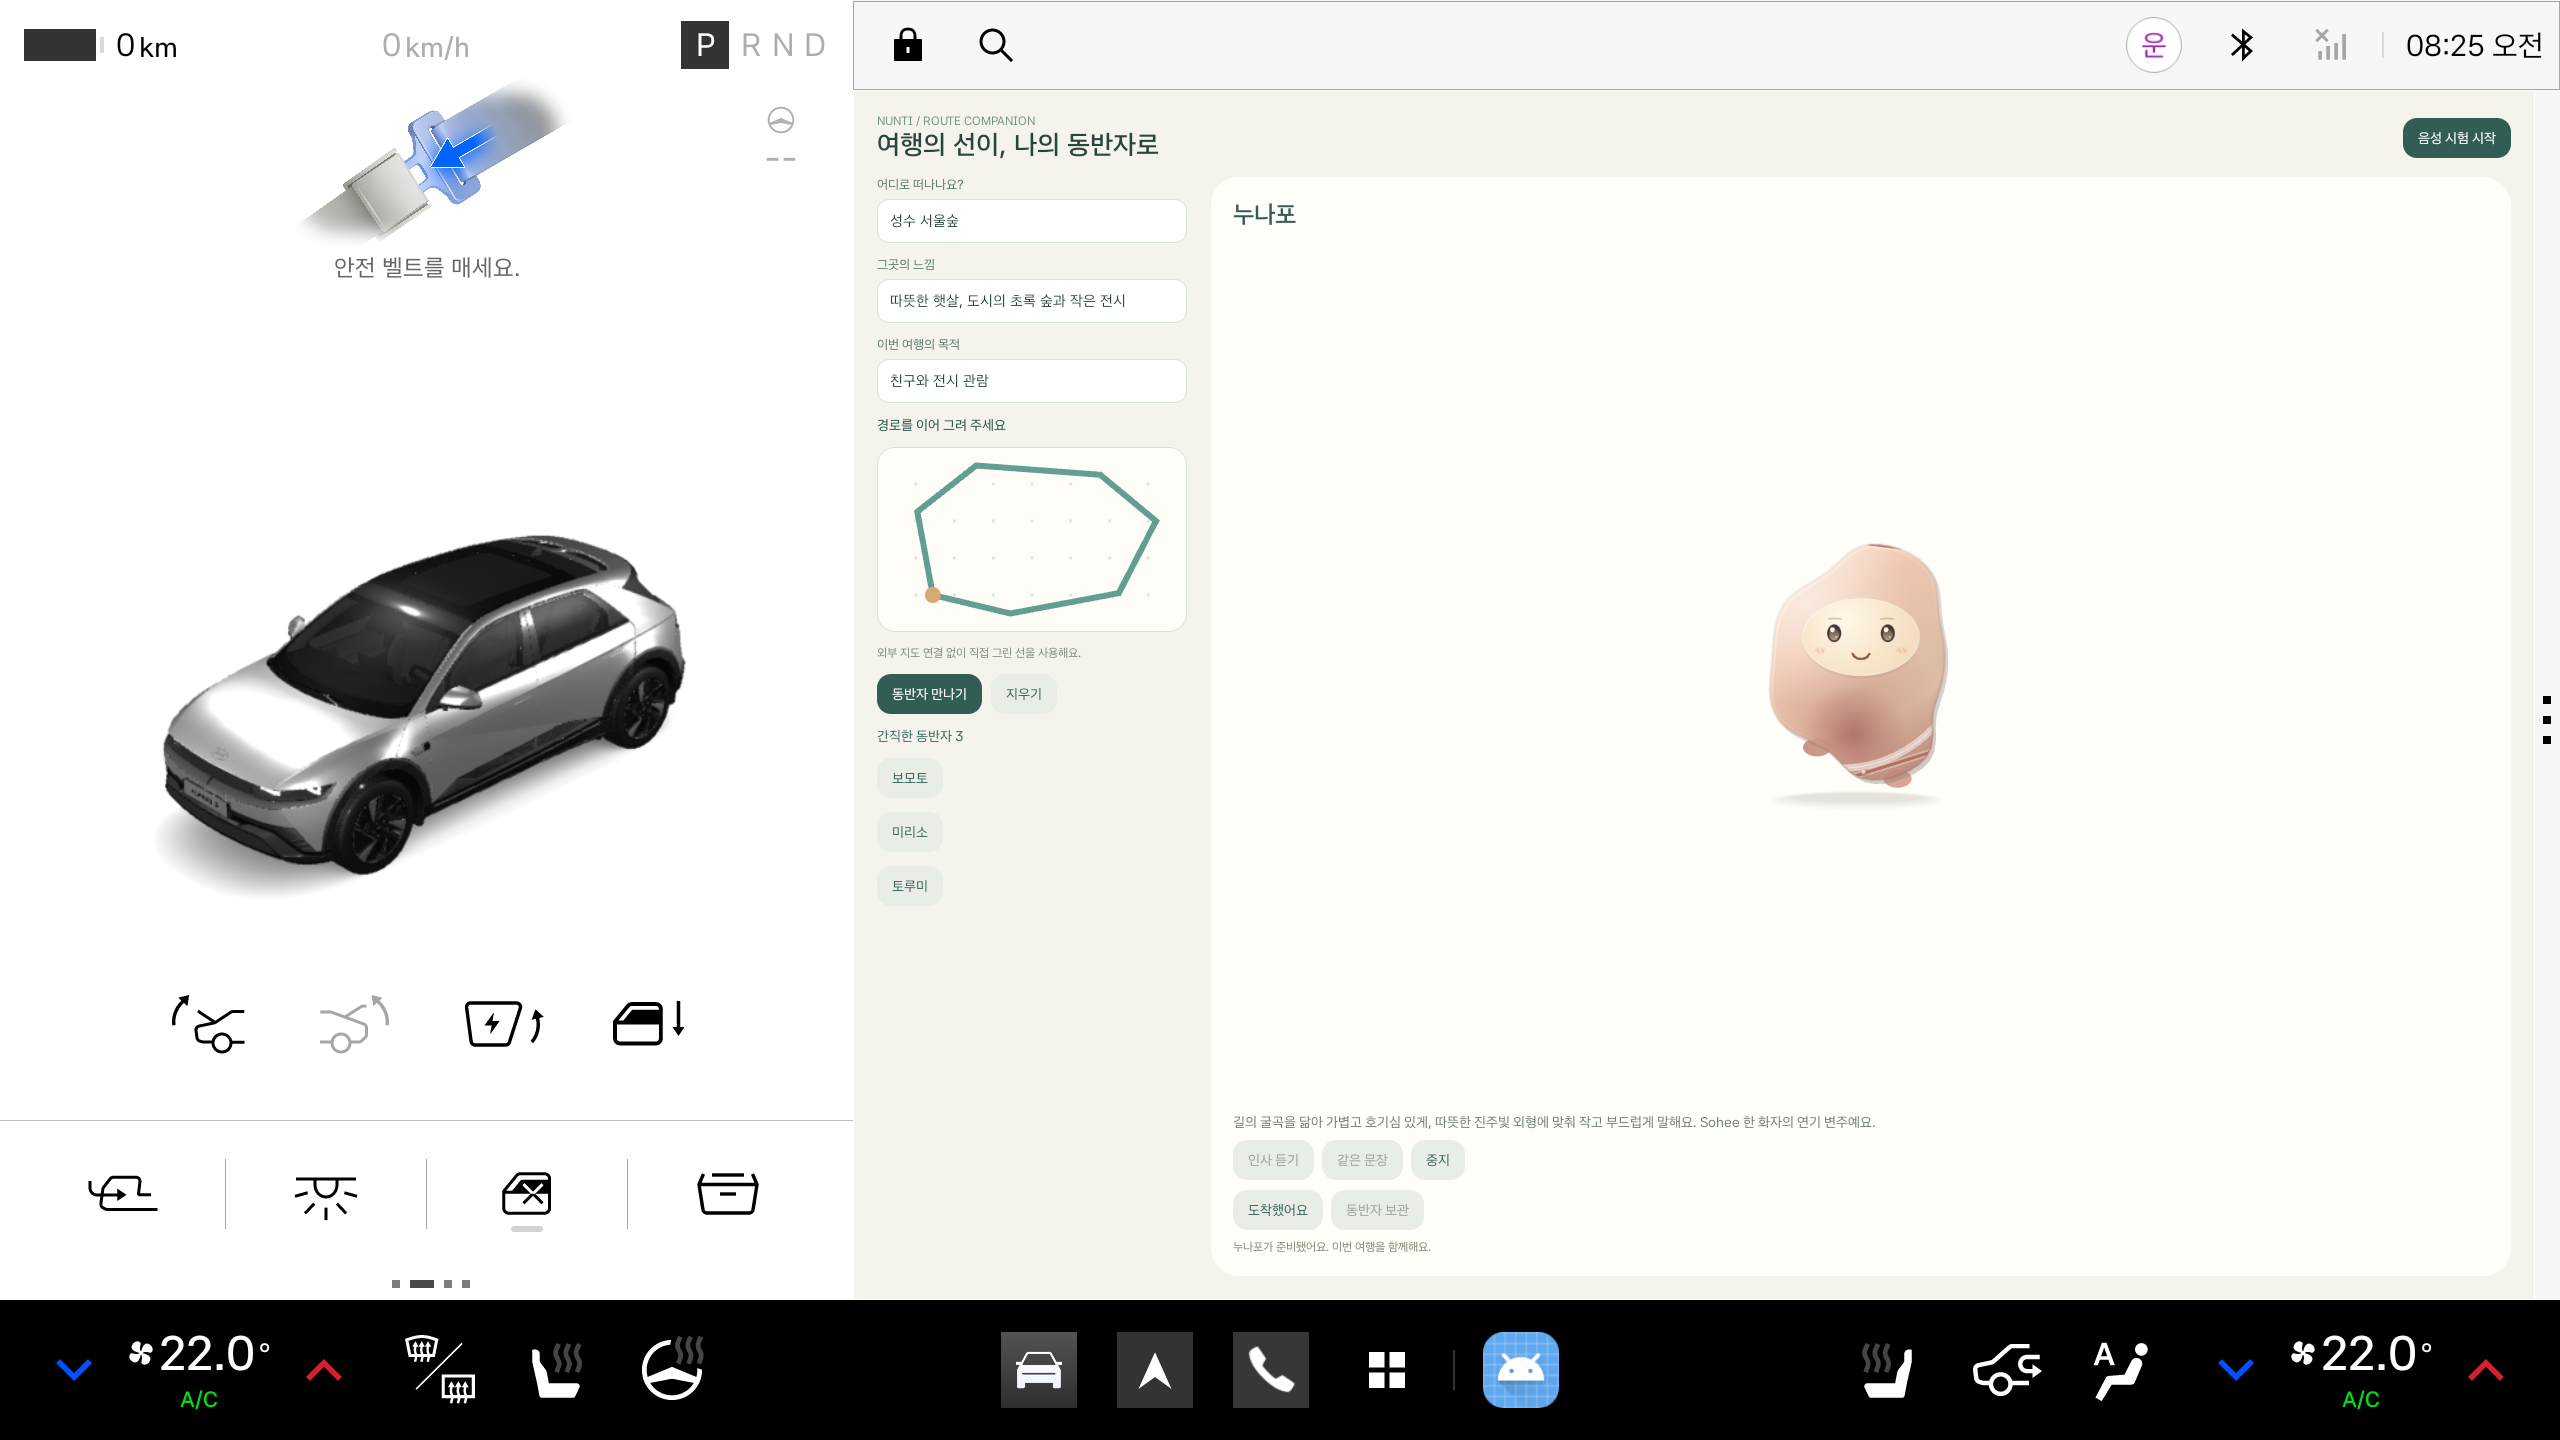 0 km
0 km/h
P R N D
안전 벨트를 매세요.
운
08:25 오전
NUNTI / ROUTE COMPANION
여행의 선이, 나의 동반자로
음성 시험 시작
어디로 떠나나요?
성수 서울숲
그곳의 느낌
따뜻한 햇살, 도시의 초록 숲과 작은 전시
이번 여행의 목적
친구와 전시 관람
경로를 이어 그려 주세요
외부 지도 연결 없이 직접 그린 선을 사용해요.
동반자 만나기
지우기
간직한 동반자 3
보모토
미리소
토루미
누나포
길의 굴곡을 닮아 가볍고 호기심 있게, 따뜻한 진주빛 외형에 맞춰 작고 부드럽게 말해요. Sohee 한 화자의 연기 변주예요.
인사 듣기
같은 문장
중지
도착했어요
동반자 보관
누나포가 준비됐어요. 이번 여행을 함께해요.
22.0°
A/C
A
22.0°
A/C